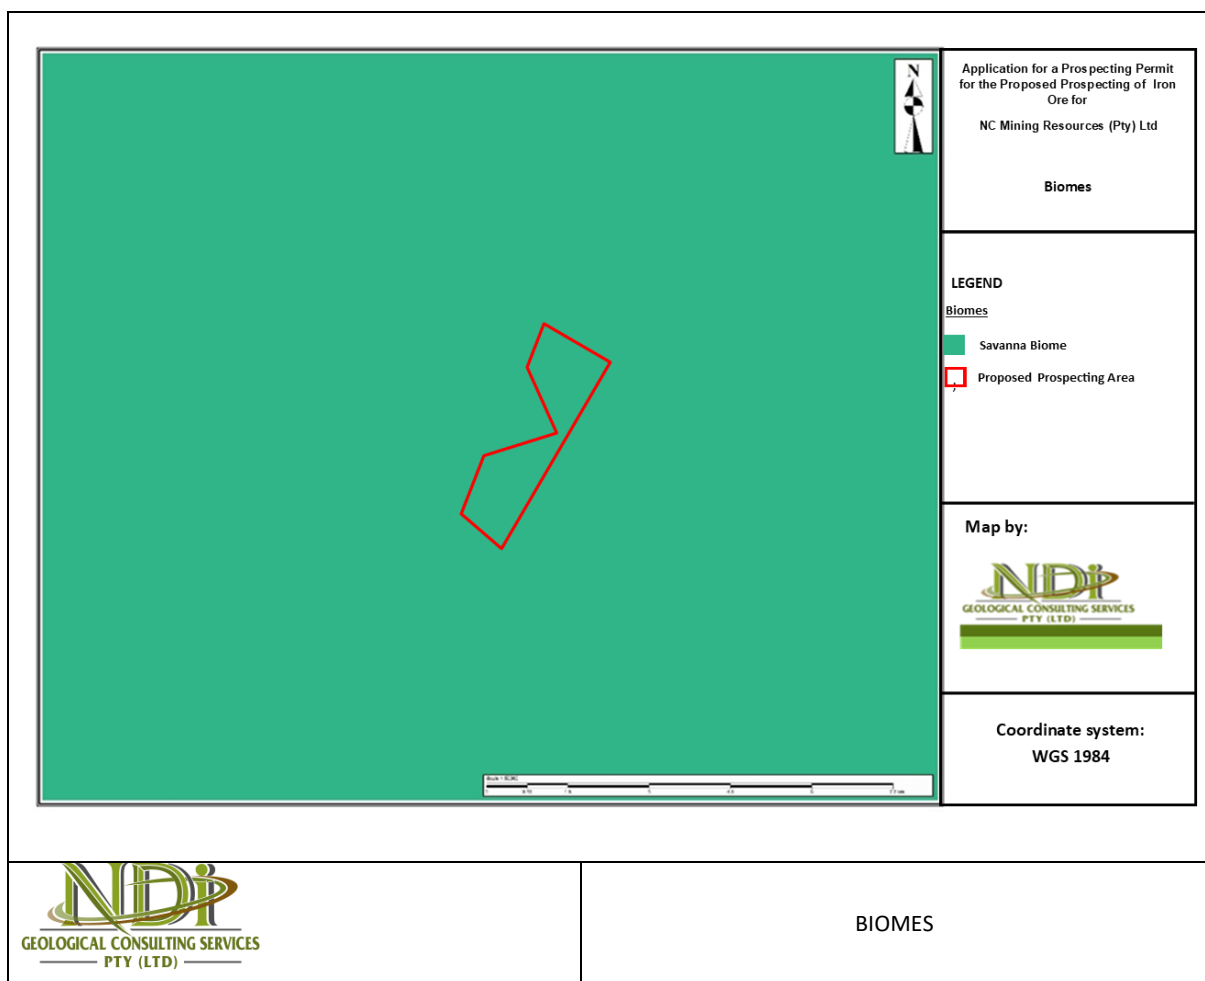 N
Application for a Prospecting Permit
for the Proposed Prospecting of Iron
Ore for
NC Mining Resources (Pty) Ltd
Biomes
LEGEND
Biomes
Savanna Biome
Proposed Prospecting Area
Map by:
NDi
GEOLOGICAL CONSULTING SERVICES
PTY (LTD)
Coordinate system:
WGS 1984
NDi
GEOLOGICAL CONSULTING SERVICES
PTY (LTD)
BIOMES